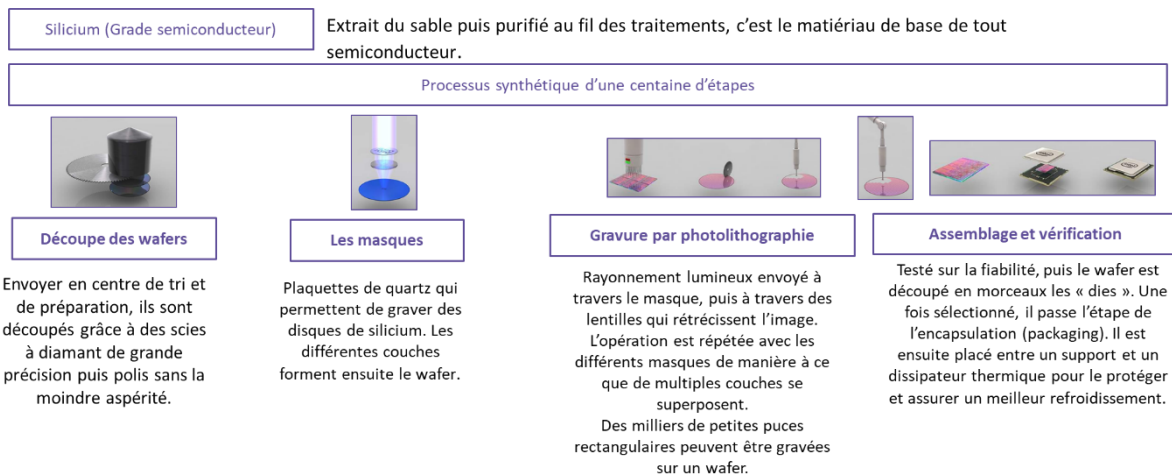 Silicium (Grade semiconducteur)
Extrait du sable puis purifié au fil des traitements, c’est le matiériau de base de tout
semiconducteur.
Processus synthétique d’une centaine d’étapes
Découpe des wafers
Envoyer en centre de tri et
de préparation, ils sont
découpés grâce à des scies
à diamant de grande
précision puis polis sans la
moindre aspérité.
Les masques
Plaquettes de quartz qui
permettent de graver des
disques de silicium. Les
différentes couches
forment ensuite le wafer.
Gravure par photolithographie
Rayonnement lumineux envoyé à
travers le masque, puis à travers des
lentilles qui rétrécissent l’image.
L’opération est répétée avec les
différents masques de manière à ce
que de multiples couches se
superposent.
Des milliers de petites puces
rectangulaires peuvent être gravées
sur un wafer.
Assemblage et vérification
Testé sur la fiabilité, puis le wafer est
découpé en morceaux les « dies ». Une
fois sélectionné, il passe l’étape de
l’encapsulation (packaging). Il est
ensuite placé entre un support et un
dissipateur thermique pour le protéger
et assurer un meilleur refroidissement.